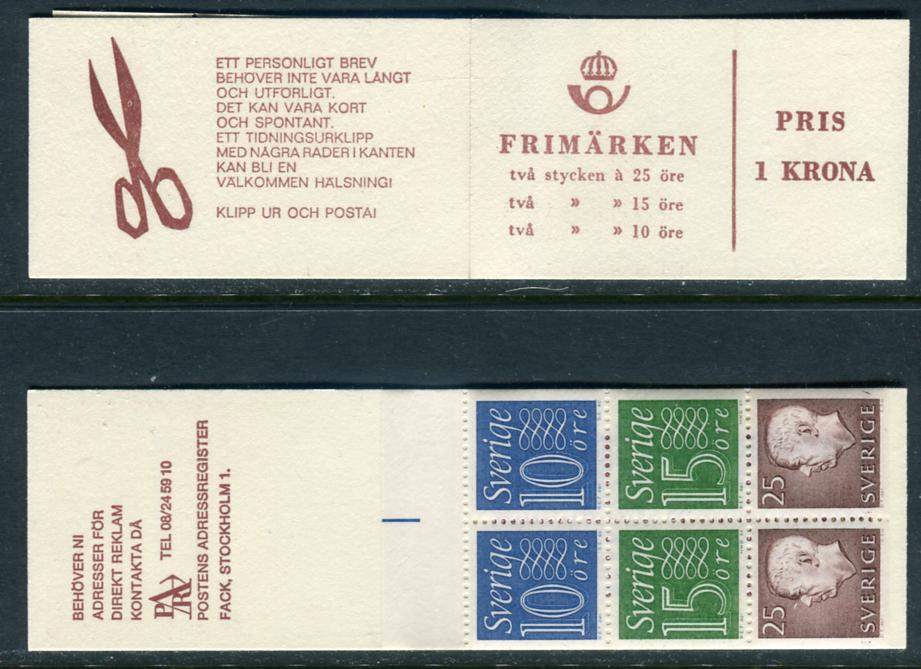 ETT PERSONLIGT BREV
BEHÖVER INTE VARA LÅNGT
OCH UTFÖRLIGT.
DET KAN VARA KORT
OCH SPONTANT.
ETT TIDNINGSURKLIPP
MED NÅGRA RADER I KANTEN
KAN BLI EN
VÄLKOMMEN HÄLSNING!
KLIPP UR OCH POSTA!
FRIMÄRKEN
två stycken à 25 öre
två » » 15 öre
två » » 10 öre
PRIS
1 KRONA
BEHÖVER NI
ADRESSER FÖR
DIREKT REKLAM
KONTAKTA DÅ
PAR TEL 08/24 59 10
POSTENS ADRESSREGISTER
FACK, STOCKHOLM 1.
Sverige
10 öre
Sverige
15 öre
25
SVERIGE
Sverige
10 öre
Sverige
15 öre
25
SVERIGE